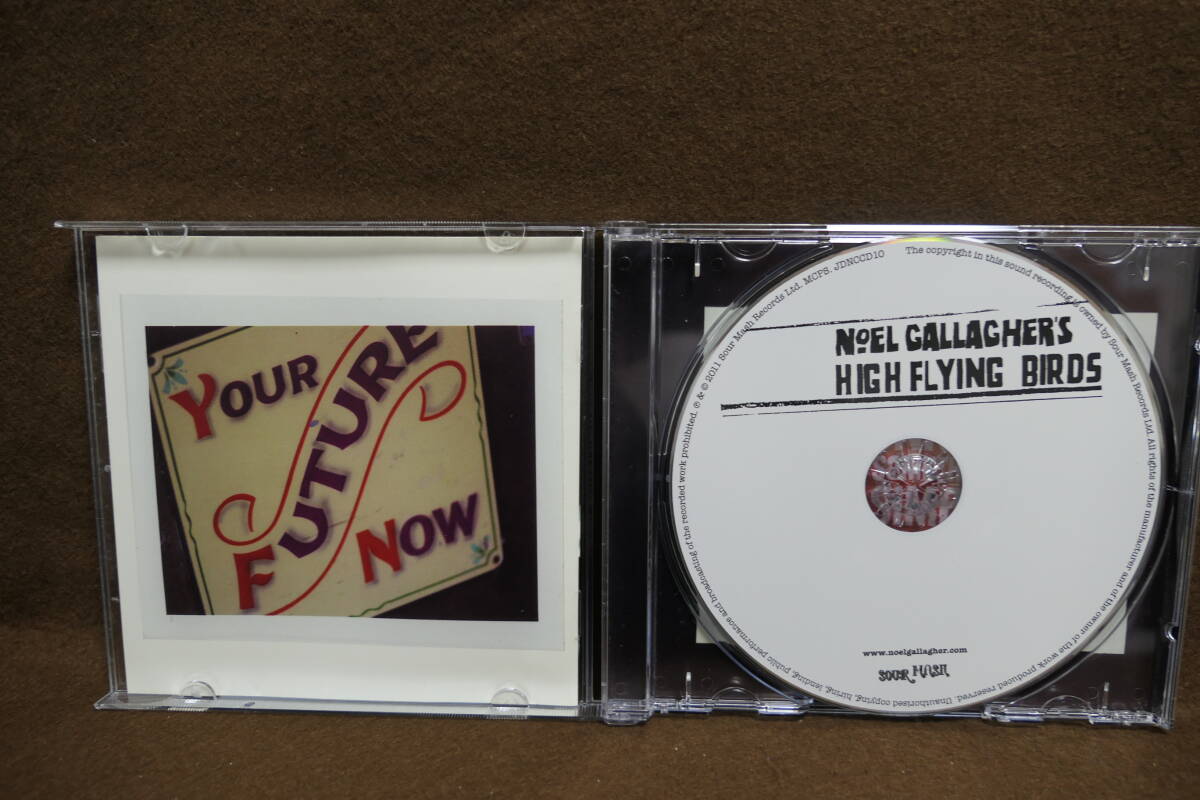 YOUR
FUTURE
NOW
NOEL GALLAGHER'S
HIGH FLYING BIRDS
www.noelgallagher.com
SOUR MASH
℗ & © 2011 Sour Mash Records Ltd. MCPS. JDNCCD10 The copyright in this sound recording is owned by Sour Mash Records Ltd. All rights of the manufacturer and of the owner of the work produced reserved. Unauthorised copying, hiring, lending, public performance and broadcasting of the recorded work prohibited.